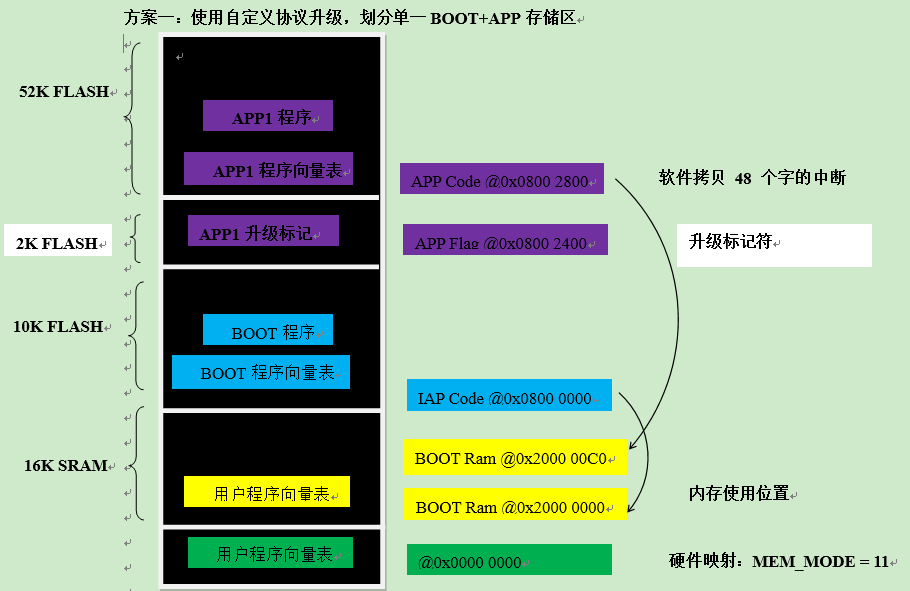 方案一：使用自定义协议升级，划分单一 BOOT+APP 存储区
52K FLASH
APP1 程序
APP1 程序向量表
APP Code @0x0800 2800
软件拷贝 48 个字的中断
2K FLASH
APP1 升级标记
APP Flag @0x0800 2400
升级标记符
10K FLASH
BOOT 程序
BOOT 程序向量表
IAP Code @0x0800 0000
16K SRAM
BOOT Ram @0x2000 00C0
用户程序向量表
BOOT Ram @0x2000 0000
内存使用位置
用户程序向量表
@0x0000 0000
硬件映射：MEM_MODE = 11